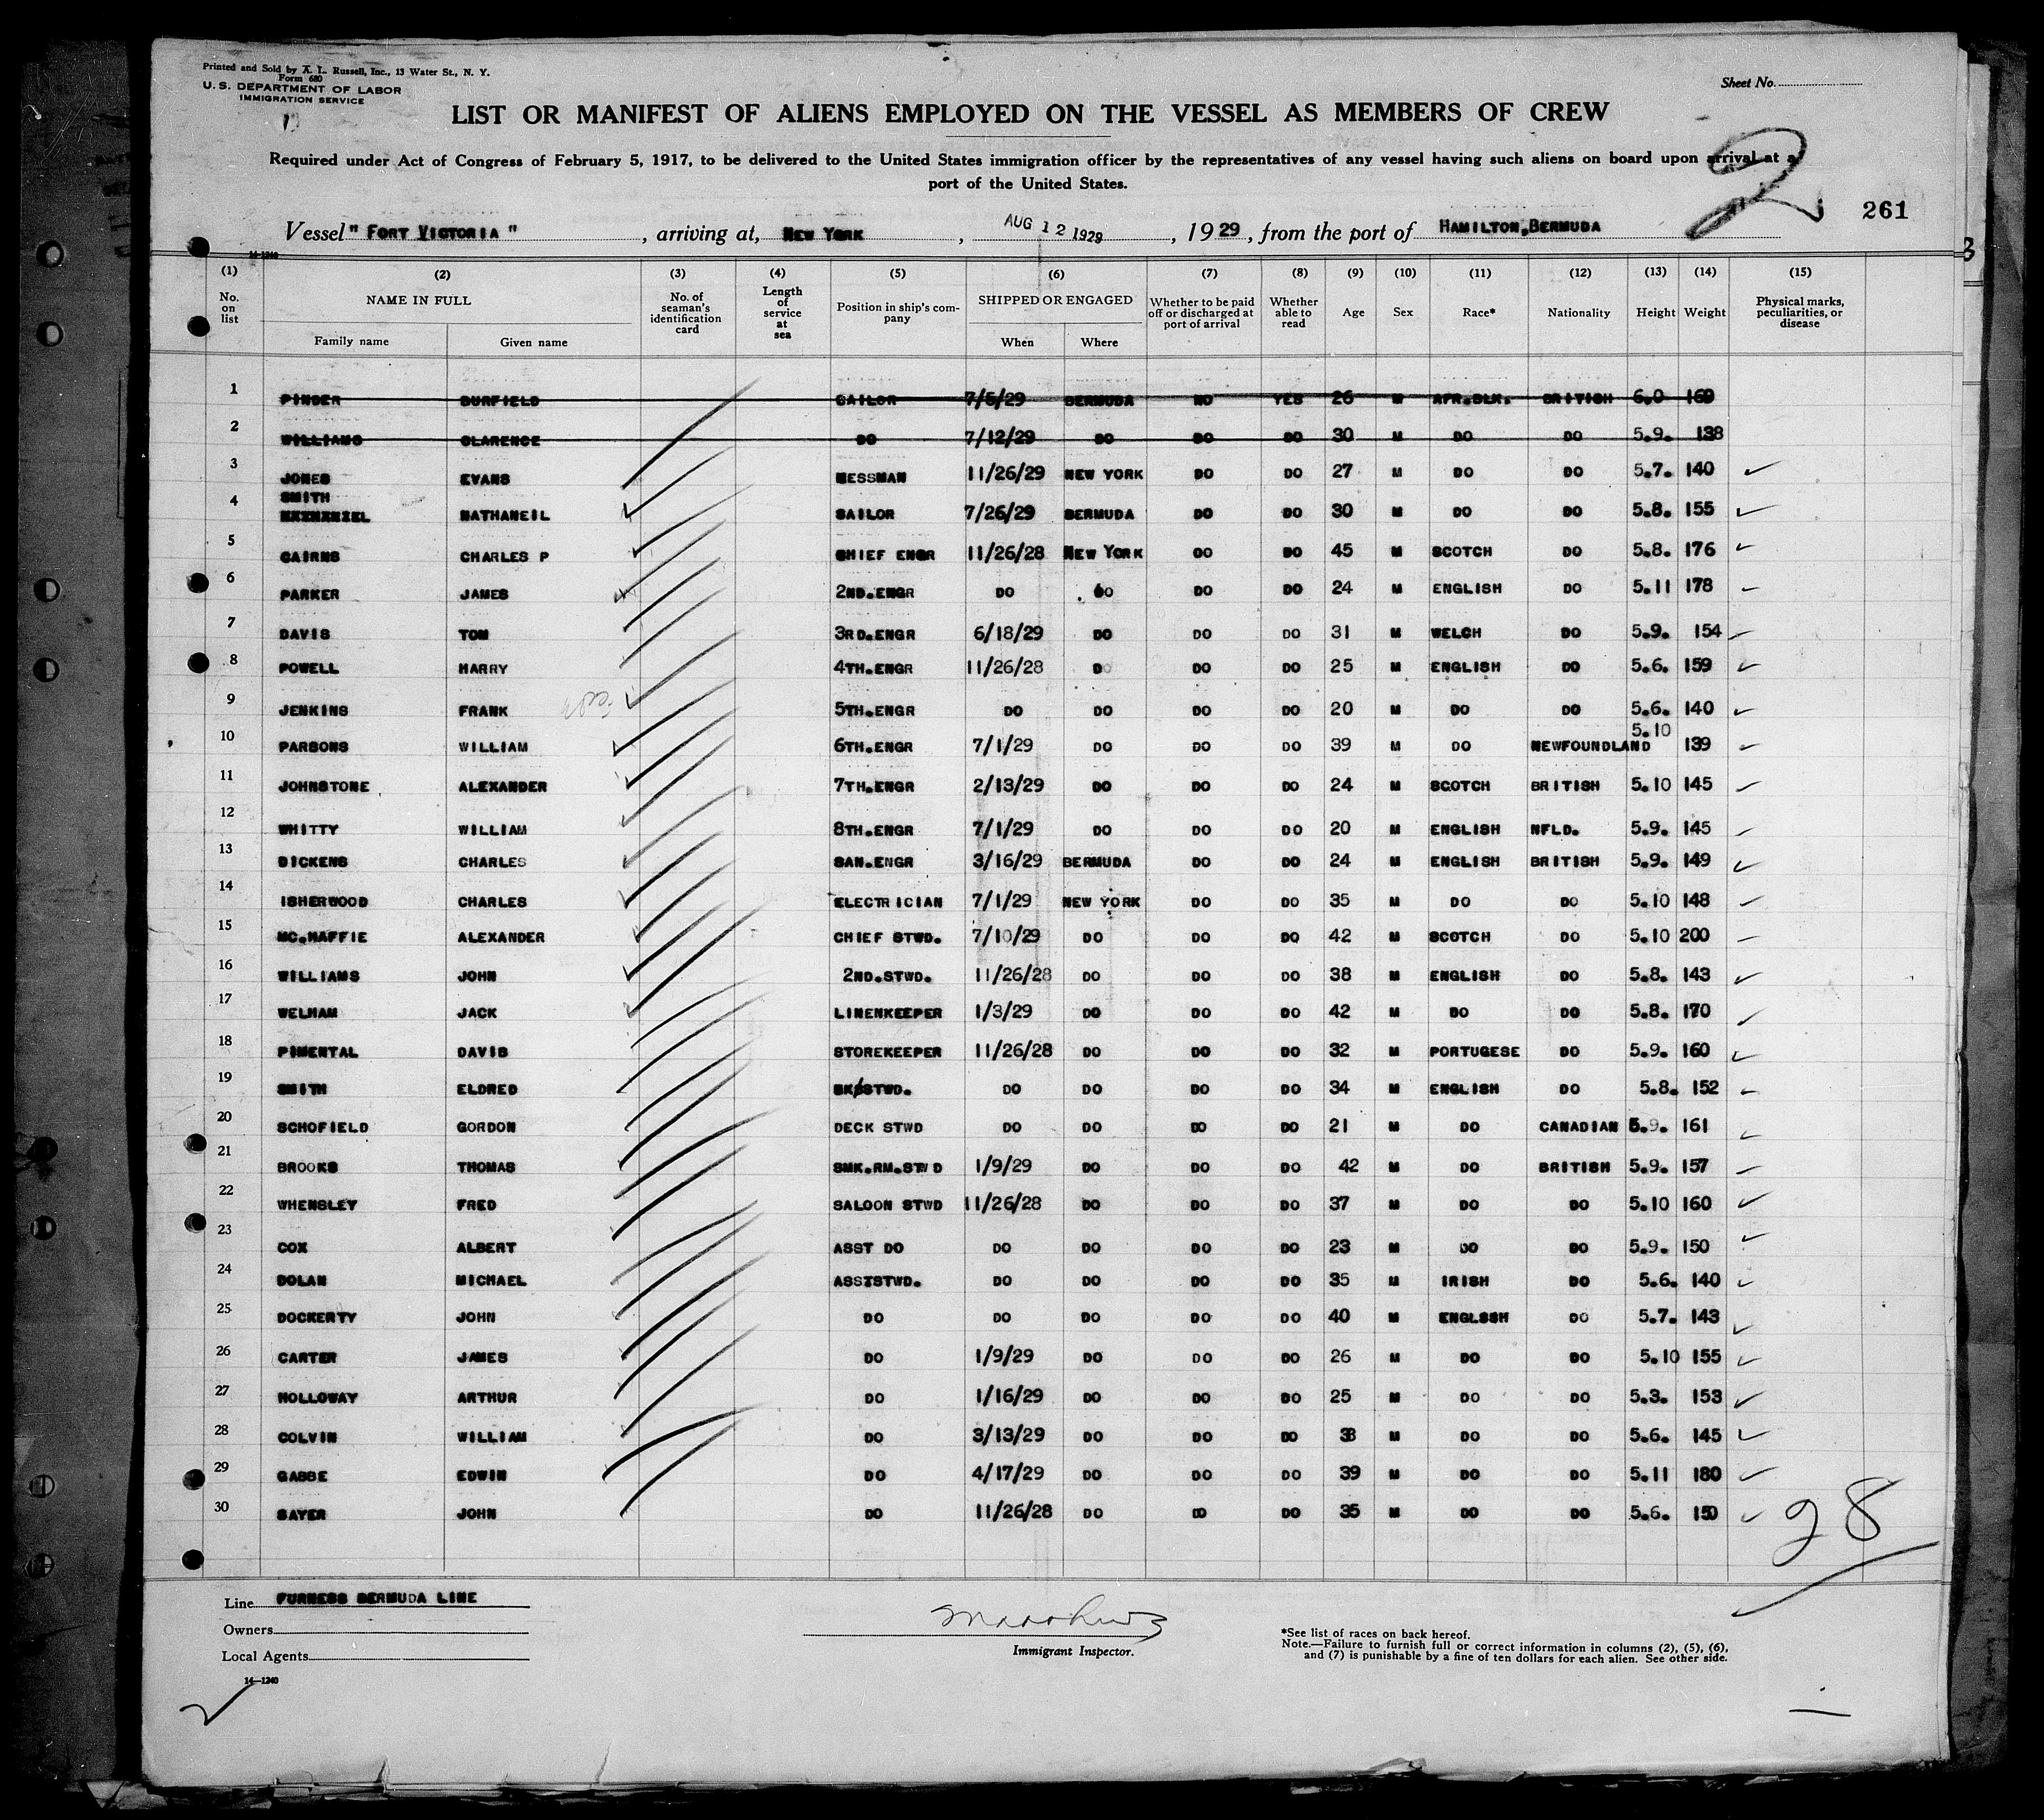 Printed and Sold by A. L. Russell, Inc., 13 Water St., N. Y.
Form 680
U. S. DEPARTMENT OF LABOR
IMMIGRATION SERVICE
Sheet No.
LIST OR MANIFEST OF ALIENS EMPLOYED ON THE VESSEL AS MEMBERS OF CREW
Required under Act of Congress of February 5, 1917, to be delivered to the United States immigration officer by the representatives of any vessel having such aliens on board upon arrival at a
port of the United States.
2
261
Vessel "FORT VICTORIA", arriving at, NEW YORK, AUG 12 1929, 1929, from the port of HAMILTON, BERMUDA
14-1240
(1) (2) (3) (4) (5) (6) (7) (8) (9) (10) (11) (12) (13) (14) (15)
No. on list NAME IN FULL Family name Given name No. of seaman's identification card Length of service at sea Position in ship's company SHIPPED OR ENGAGED When Where Whether to be paid off or discharged at port of arrival Whether able to read Age Sex Race* Nationality Height Weight Physical marks, peculiarities, or disease
1 PINDER DURFIELD SAILOR 7/5/29 BERMUDA NO YES 26 M AFR.BLK. BRITISH 6.0 160
2 WILLIAMS CLARENCE DO 7/12/29 DO DO DO 30 M DO DO 5.9. 138
3 JONES EVANS MESSMAN 11/26/29 NEW YORK DO DO 27 M DO DO 5.7. 140
SMITH
4 NATHANEIL SAILOR 7/26/29 BERMUDA DO DO 30 M DO DO 5.8. 155
5 CAIRNS CHARLES P CHIEF ENGR 11/26/28 NEW YORK DO DO 45 M SCOTCH DO 5.8. 176
6 PARKER JAMES 2ND.ENGR DO DO DO DO 24 M ENGLISH DO 5.11 178
7 DAVIS TOM 3RD.ENGR 6/18/29 DO DO DO 31 M WELCH DO 5.9. 154
8 POWELL HARRY 4TH.ENGR 11/26/28 DO DO DO 25 M ENGLISH DO 5.6. 159
9 JENKINS FRANK 5TH.ENGR DO DO DO DO 20 M DO DO 5.6. 140
10 PARSONS WILLIAM 6TH.ENGR 7/1/29 DO DO DO 39 M DO NEWFOUNDLAND 5.10 139
11 JOHNSTONE ALEXANDER 7TH.ENGR 2/13/29 DO DO DO 24 M SCOTCH BRITISH 5.10 145
12 WHITTY WILLIAM 8TH.ENGR 7/1/29 DO DO DO 20 M ENGLISH NFLD. 5.9. 145
13 DICKENS CHARLES SAN.ENGR 3/16/29 BERMUDA DO DO 24 M ENGLISH BRITISH 5.9. 149
14 ISHERWOOD CHARLES ELECTRICIAN 7/1/29 NEW YORK DO DO 35 M DO DO 5.10 148
15 MC.HAFFIE ALEXANDER CHIEF STWD. 7/10/29 DO DO DO 42 M SCOTCH DO 5.10 200
16 WILLIAMS JOHN 2ND.STWD. 11/26/28 DO DO DO 38 M ENGLISH DO 5.8. 143
17 WELHAM JACK LINENKEEPER 1/3/29 DO DO DO 42 M DO DO 5.8. 170
18 PIMENTAL DAVID STOREKEEPER 11/26/28 DO DO DO 32 M PORTUGESE DO 5.9. 160
19 SMITH ELDRED BK/STWD. DO DO DO DO 34 M ENGLISH DO 5.8. 152
20 SCHOFIELD GORDON DECK STWD DO DO DO DO 21 M DO CANADIAN 5.9. 161
21 BROOKS THOMAS SMK.RM.STWD 1/9/29 DO DO DO 42 M DO BRITISH 5.9. 157
22 WHENSLEY FRED SALOON STWD 11/26/28 DO DO DO 37 M DO DO 5.10 160
23 COX ALBERT ASST DO DO DO DO DO 23 M DO DO 5.9. 150
24 DOLAN MICHAEL ASSTSTWD. DO DO DO DO 35 M IRISH DO 5.6. 140
25 DOCKERTY JOHN DO DO DO DO DO 40 M ENGLSSH DO 5.7. 143
26 CARTER JAMES DO 1/9/29 DO DO DO 26 M DO DO 5.10 155
27 HOLLOWAY ARTHUR DO 1/16/29 DO DO DO 25 M DO DO 5.3. 153
28 COLVIN WILLIAM DO 3/13/29 DO DO DO 38 M DO DO 5.6. 145
29 GABBE EDWIN DO 4/17/29 DO DO DO 39 M DO DO 5.11 180
30 SAYER JOHN DO 11/26/28 DO DO DO 35 M DO DO 5.6. 150
28
Line FURNESS BERMUDA LINE
Owners
Local Agents
14—1240
Immigrant Inspector.
*See list of races on back hereof.
Note.—Failure to furnish full or correct information in columns (2), (5), (6),
and (7) is punishable by a fine of ten dollars for each alien. See other side.